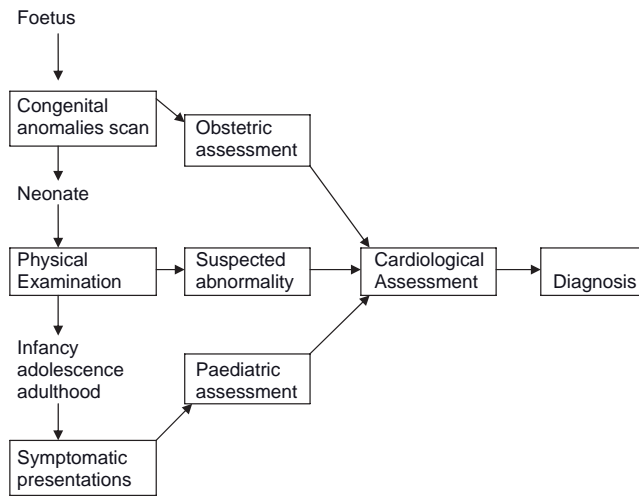 Foetus
Congenital
anomalies scan
Obstetric
assessment
Neonate
Physical
Examination
Suspected
abnormality
Cardiological
Assessment
Diagnosis
Infancy
adolescence
adulthood
Paediatric
assessment
Symptomatic
presentations